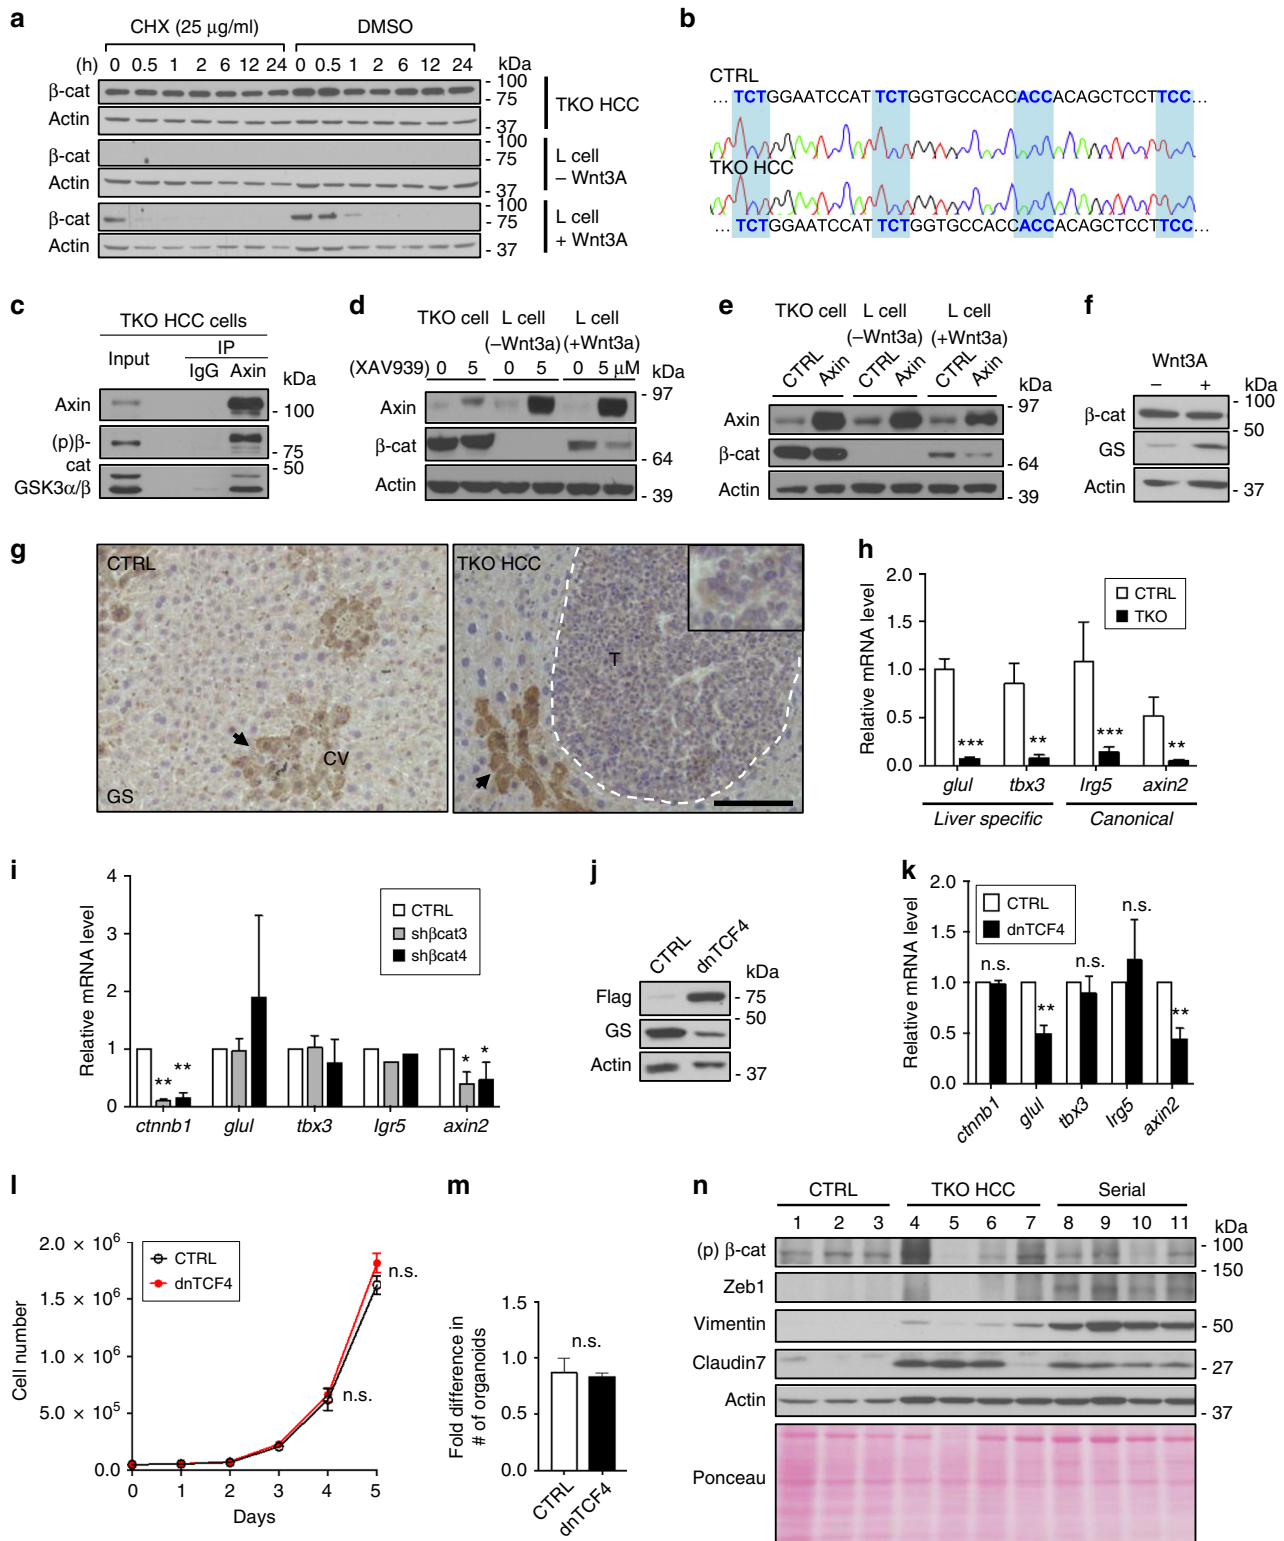 a
CHX (25 µg/ml) DMSO
(h) 0 0.5 1 2 6 12 24 0 0.5 1 2 6 12 24 kDa
β-cat - 100
- 75
Actin - 37
TKO HCC
β-cat - 100
- 75
Actin - 37
L cell
– Wnt3A
β-cat - 100
- 75
Actin - 37
L cell
+ Wnt3A
b
CTRL
... TCTGGAATCCATTCTGGTGCCACCACCACAGCTCCTTCC...
TKO HCC
... TCTGGAATCCATTCTGGTGCCACCACCACAGCTCCTTCC...
c
TKO HCC cells
Input IP
IgG Axin kDa
Axin - 100
(p)β-
cat - 75
- 50
GSK3α/β
d
TKO cell L cell L cell
(–Wnt3a) (+Wnt3a)
(XAV939) 0 5 0 5 0 5 µM kDa
Axin - 97
β-cat - 64
Actin - 39
e
TKO cell L cell L cell
(–Wnt3a) (+Wnt3a)
CTRL Axin CTRL Axin CTRL Axin kDa
Axin - 97
β-cat - 64
Actin - 39
f
Wnt3A
– + kDa
β-cat - 100
- 50
GS
Actin - 37
g
CTRL
CV
GS
TKO HCC
T
h
Relative mRNA level
2.0
1.5
1.0
0.5
0.0
CTRL
TKO
*** ** *** **
glul tbx3 lrg5 axin2
Liver specific Canonical
i
Relative mRNA level
4
3
2
1
0
CTRL
shβcat3
shβcat4
** ** * *
ctnnb1 glul tbx3 lgr5 axin2
j
CTRL dnTCF4
kDa
Flag - 75
- 50
GS
Actin - 37
k
Relative mRNA level
2.0
1.5
1.0
0.5
0.0
CTRL
dnTCF4
n.s. ** n.s. n.s. **
ctnnb1 glul tbx3 lrg5 axin2
l
Cell number
2.0 × 10⁶
1.5 × 10⁶
1.0 × 10⁶
5.0 × 10⁵
0.0
CTRL
dnTCF4
n.s.
n.s.
0 1 2 3 4 5
Days
m
Fold difference in
# of organoids
1.5
1.0
0.5
0.0
n.s.
CTRL dnTCF4
n
CTRL TKO HCC Serial
1 2 3 4 5 6 7 8 9 10 11 kDa
(p) β-cat - 100
- 150
Zeb1
Vimentin - 50
Claudin7 - 27
Actin - 37
Ponceau